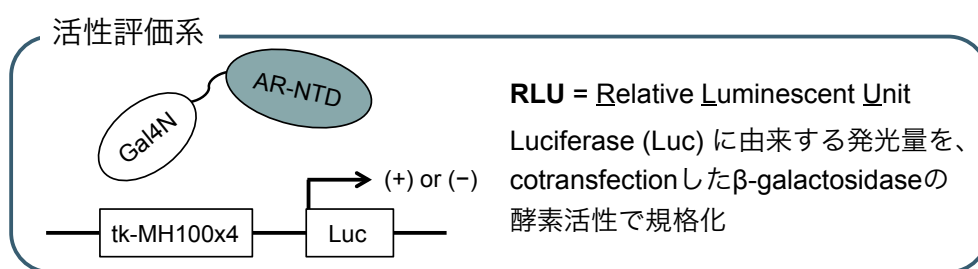 活性評価系
Gal4N
AR-NTD
(+) or (−)
tk-MH100x4
Luc
RLU = Relative Luminescent Unit
Luciferase (Luc) に由来する発光量を、
cotransfectionしたβ-galactosidaseの
酵素活性で規格化